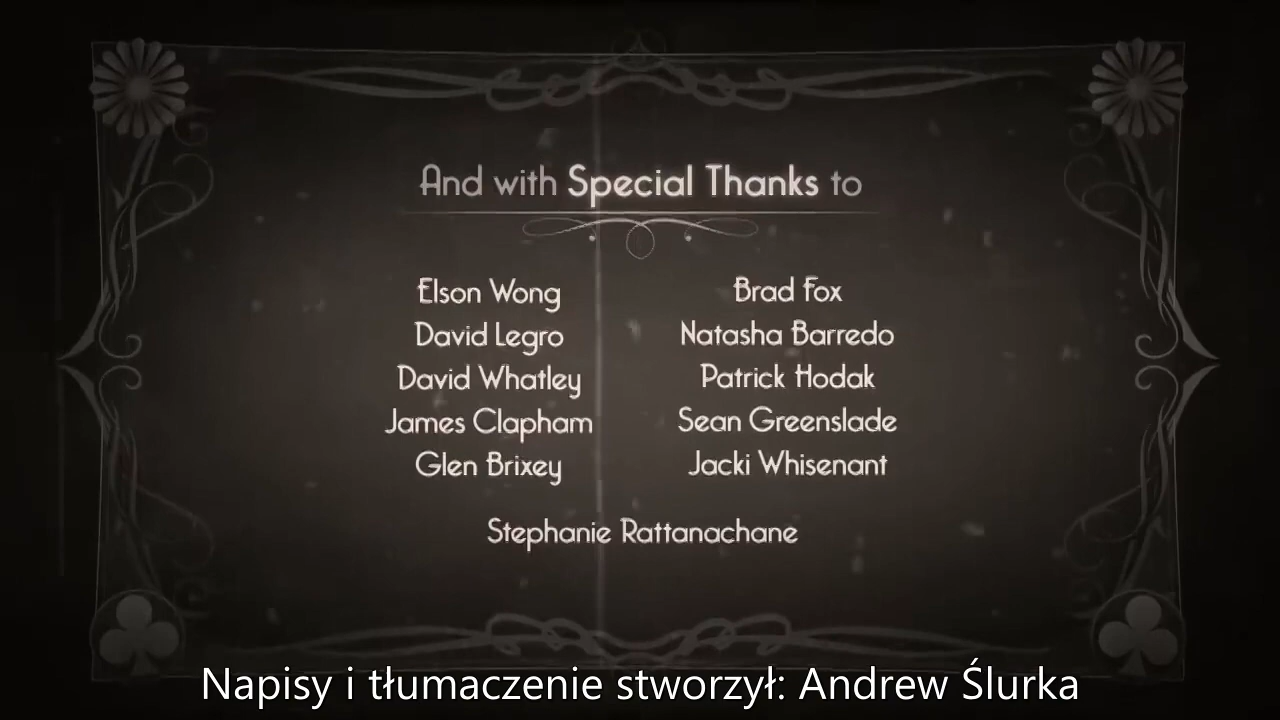 And with Special Thanks to
Elson Wong
David Legro
David Whatley
James Clapham
Glen Brixey
Brad Fox
Natasha Barredo
Patrick Hodak
Sean Greenslade
Jacki Whisenant
Stephanie Rattanachane
Napisy i tłumaczenie stworzył: Andrew Ślurka